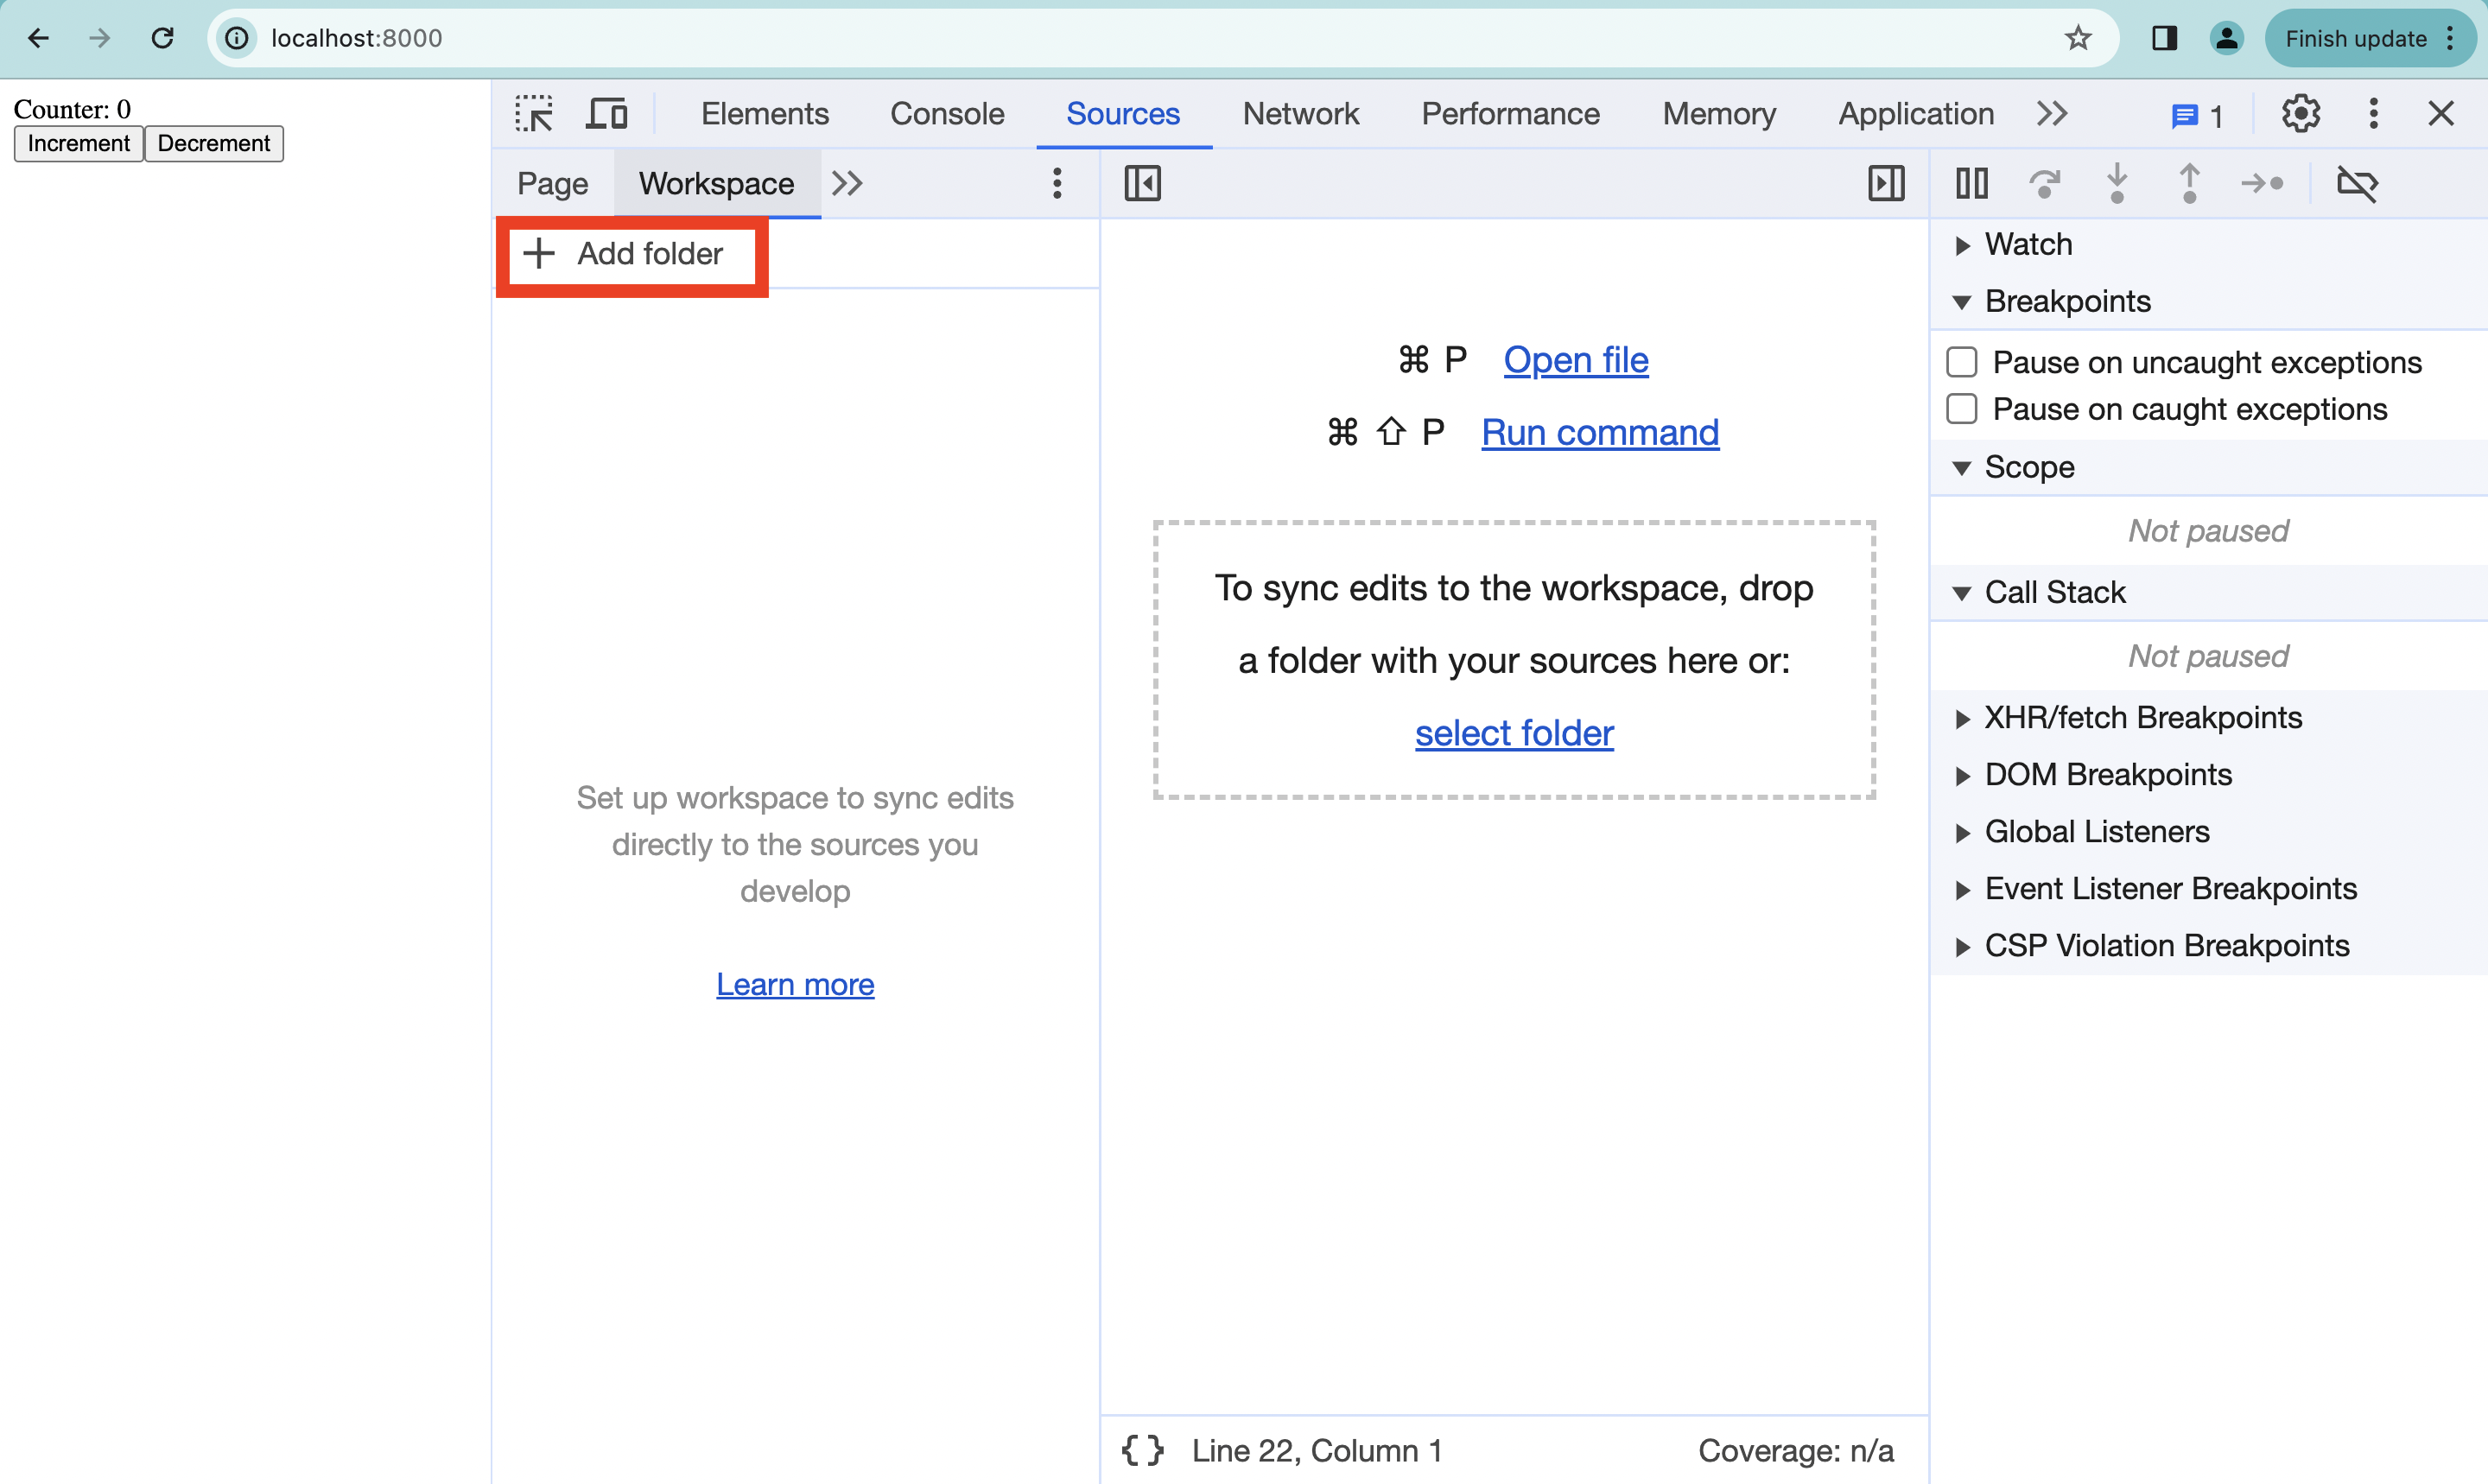 localhost:8000
Finish update
Counter: 0
Increment Decrement
Elements Console Sources Network Performance Memory Application 1
Page Workspace
Add folder
Set up workspace to sync edits
directly to the sources you
develop
Learn more
⌘ P Open file
⌘ ⇧ P Run command
To sync edits to the workspace, drop
a folder with your sources here or:
select folder
{ } Line 22, Column 1
Coverage: n/a
Watch
Breakpoints
Pause on uncaught exceptions
Pause on caught exceptions
Scope
Not paused
Call Stack
Not paused
XHR/fetch Breakpoints
DOM Breakpoints
Global Listeners
Event Listener Breakpoints
CSP Violation Breakpoints